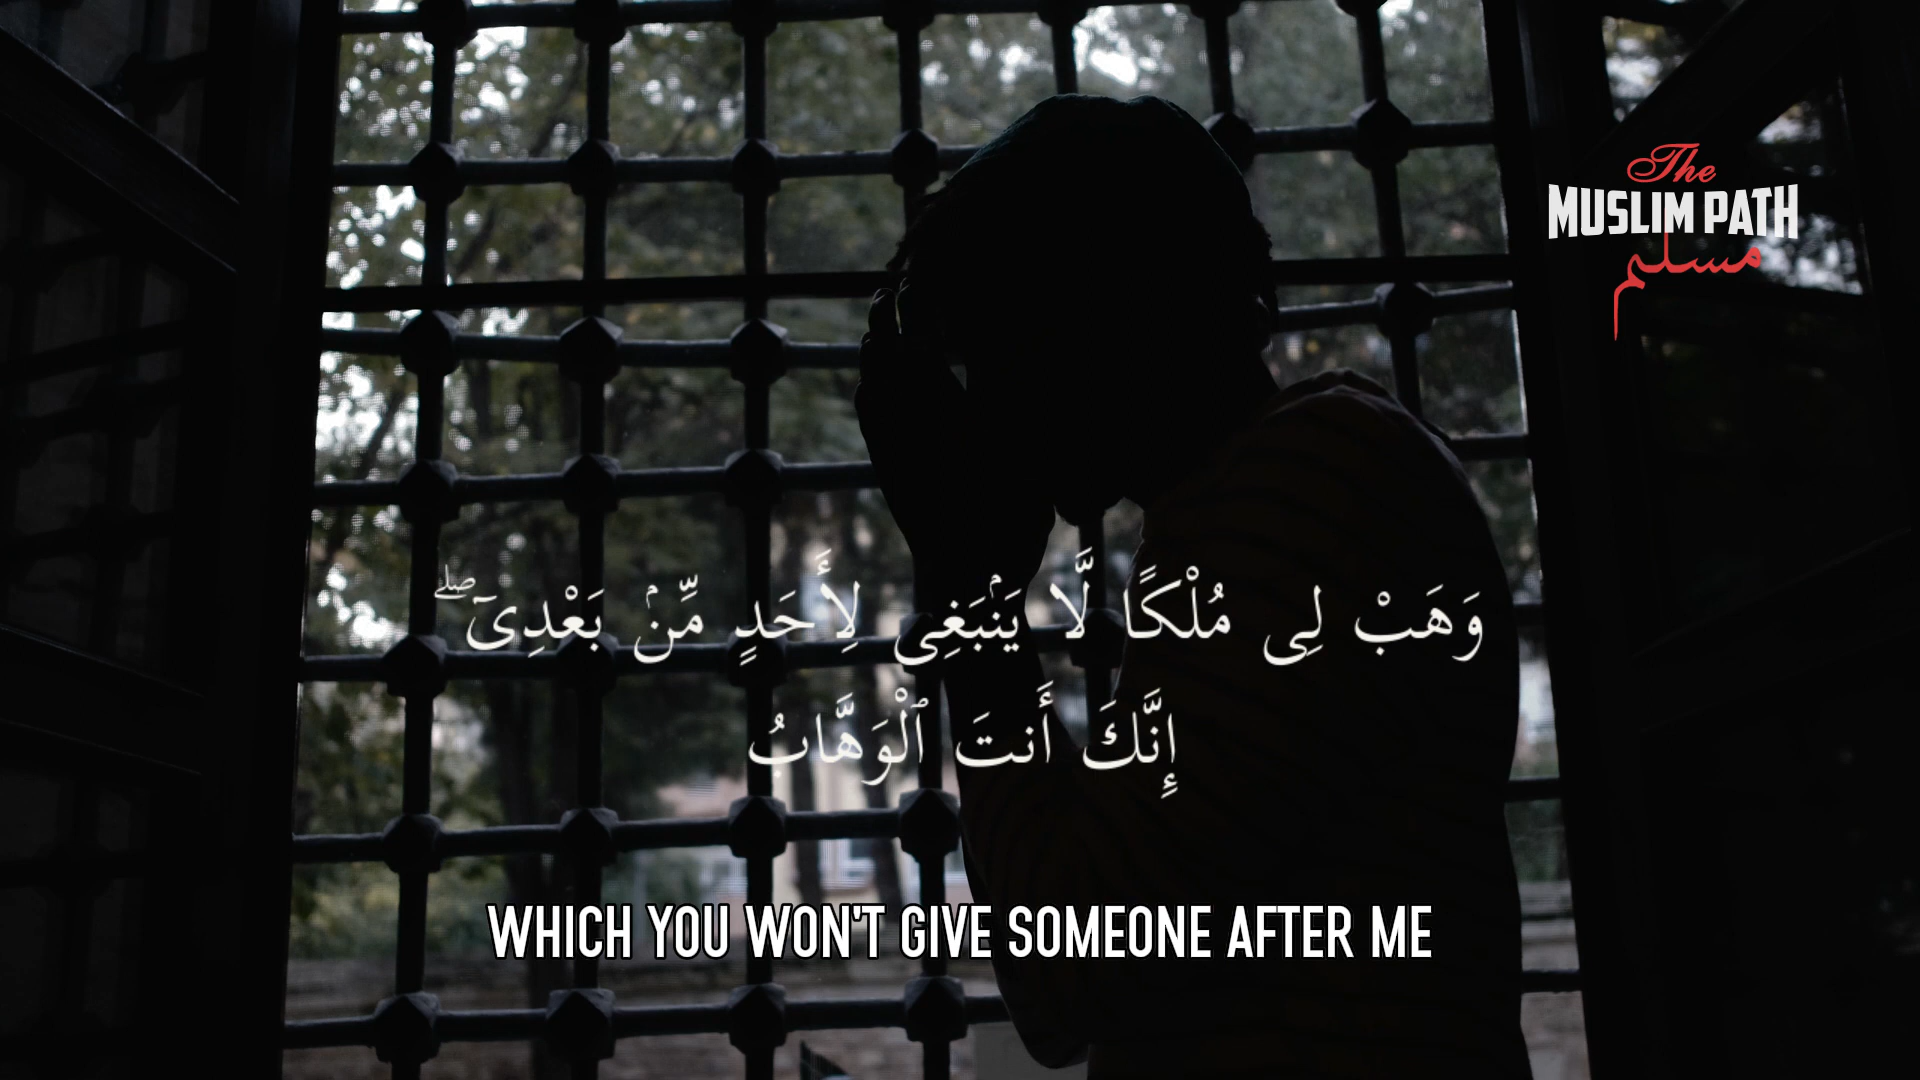 The
MUSLIM PATH
مسلم
وَهَبْ لِى مُلْكًا لَّا يَنۢبَغِى لِأَحَدٍ مِّنۢ بَعْدِىٓ ۖ
إِنَّكَ أَنتَ ٱلْوَهَّابُ
WHICH YOU WON'T GIVE SOMEONE AFTER ME